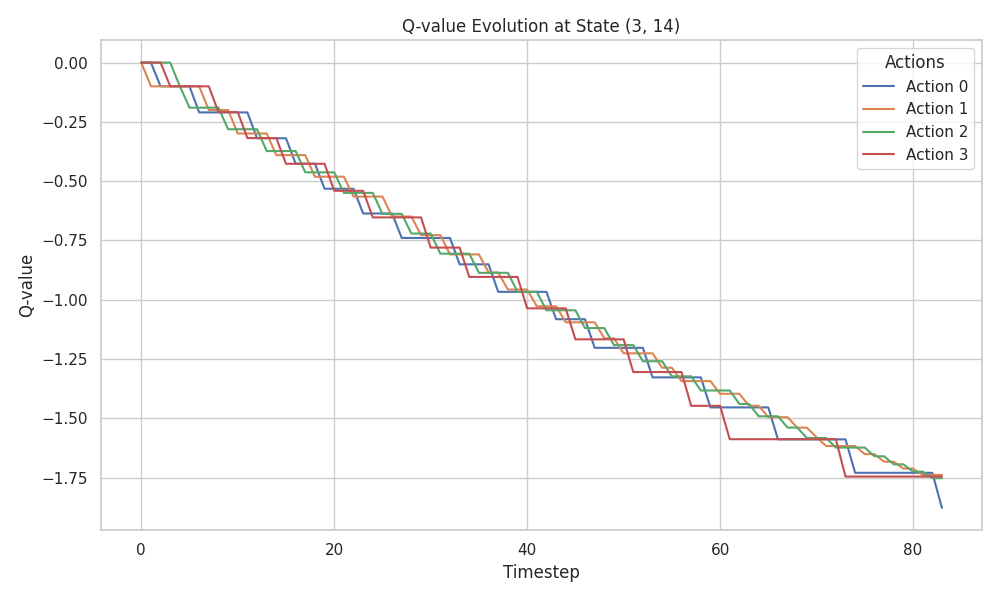 Q-value Evolution at State (3, 14)
Actions
Action 0
Action 1
Action 2
Action 3
Q-value
0.00
−0.25
−0.50
−0.75
−1.00
−1.25
−1.50
−1.75
0 20 40 60 80
Timestep